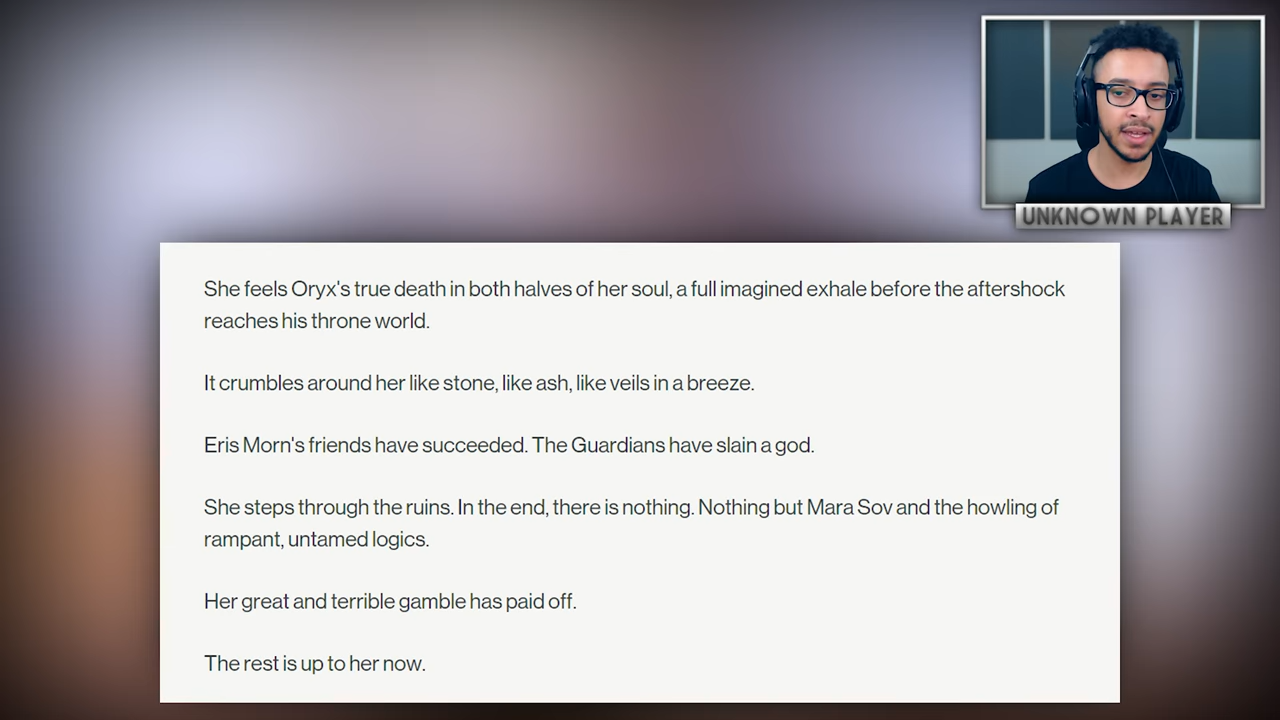 UNKNOWN PLAYER
She feels Oryx's true death in both halves of her soul, a full imagined exhale before the aftershock
reaches his throne world.
It crumbles around her like stone, like ash, like veils in a breeze.
Eris Morn's friends have succeeded. The Guardians have slain a god.
She steps through the ruins. In the end, there is nothing. Nothing but Mara Sov and the howling of
rampant, untamed logics.
Her great and terrible gamble has paid off.
The rest is up to her now.